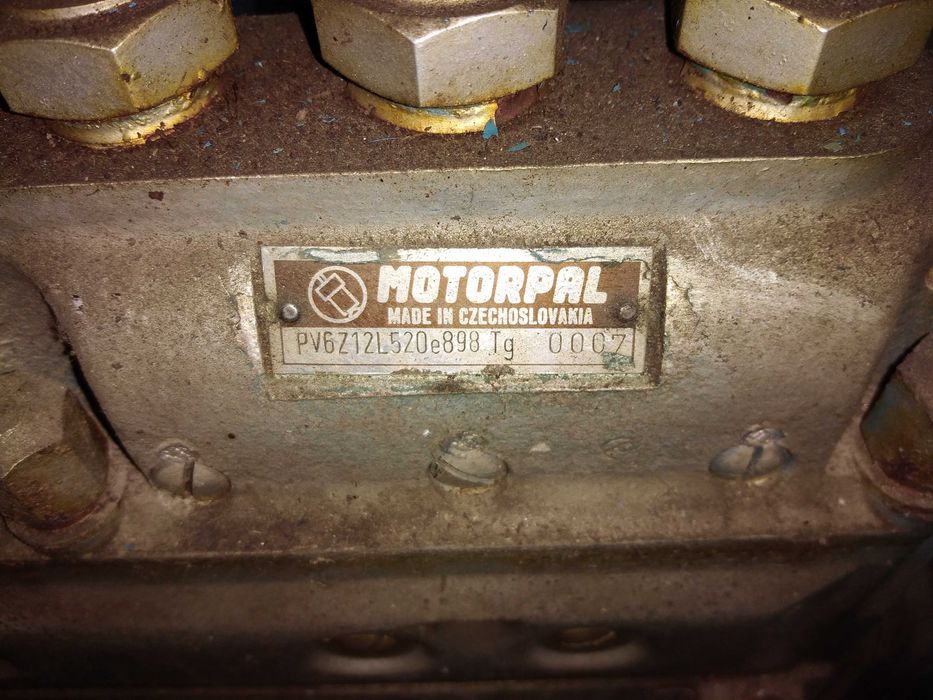 MOTORPAL
MADE IN CZECHOSLOVAKIA
PV6Z12L520e898 Tg 0007